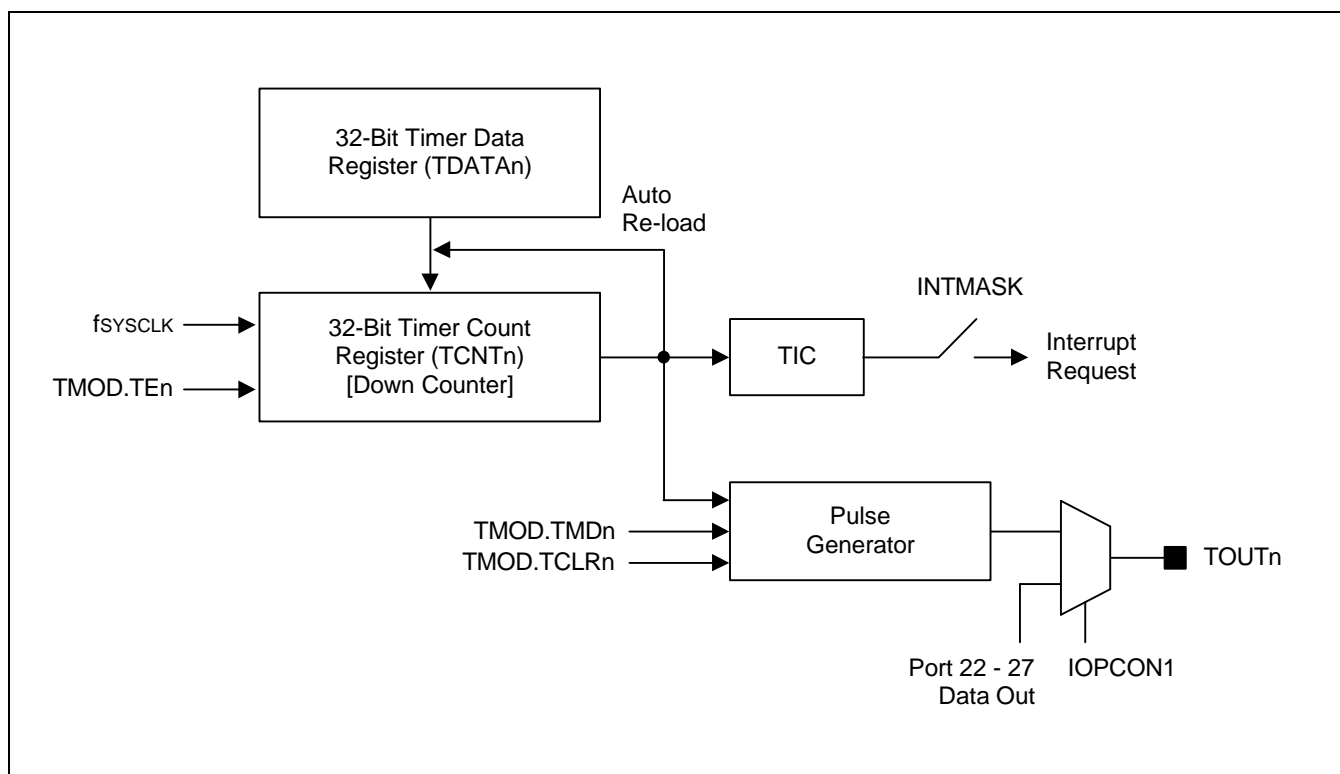 32-Bit Timer Data
Register (TDATAn)
Auto
Re-load
fSYSCLK
TMOD.TEn
32-Bit Timer Count
Register (TCNTn)
[Down Counter]
TIC
INTMASK
Interrupt
Request
TMOD.TMDn
TMOD.TCLRn
Pulse
Generator
TOUTn
Port 22 - 27
Data Out
IOPCON1